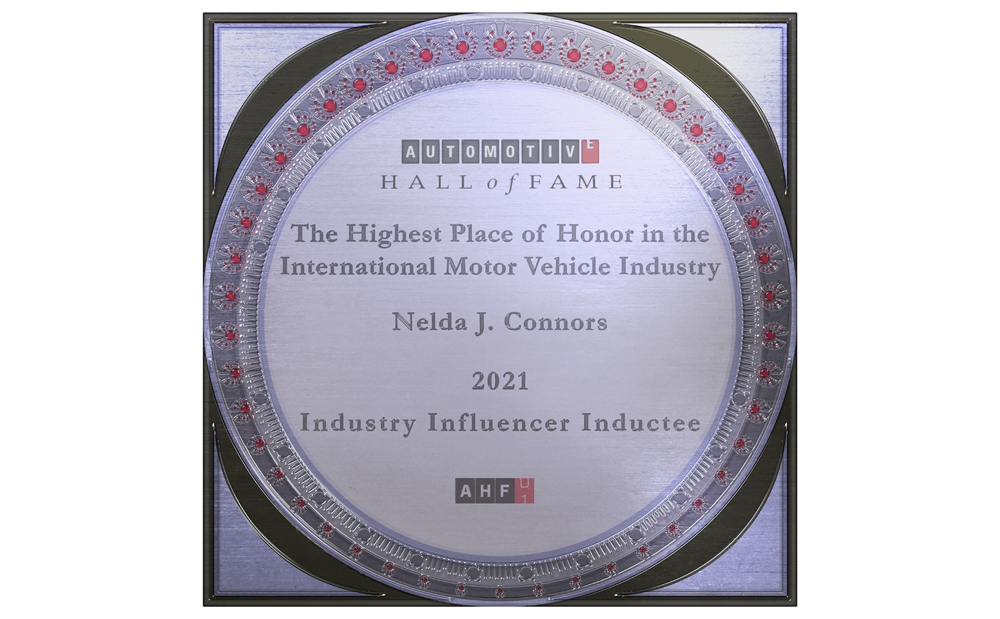 AUTOMOTIVE
HALL of FAME
The Highest Place of Honor in the
International Motor Vehicle Industry
Nelda J. Connors
2021
Industry Influencer Inductee
AHF